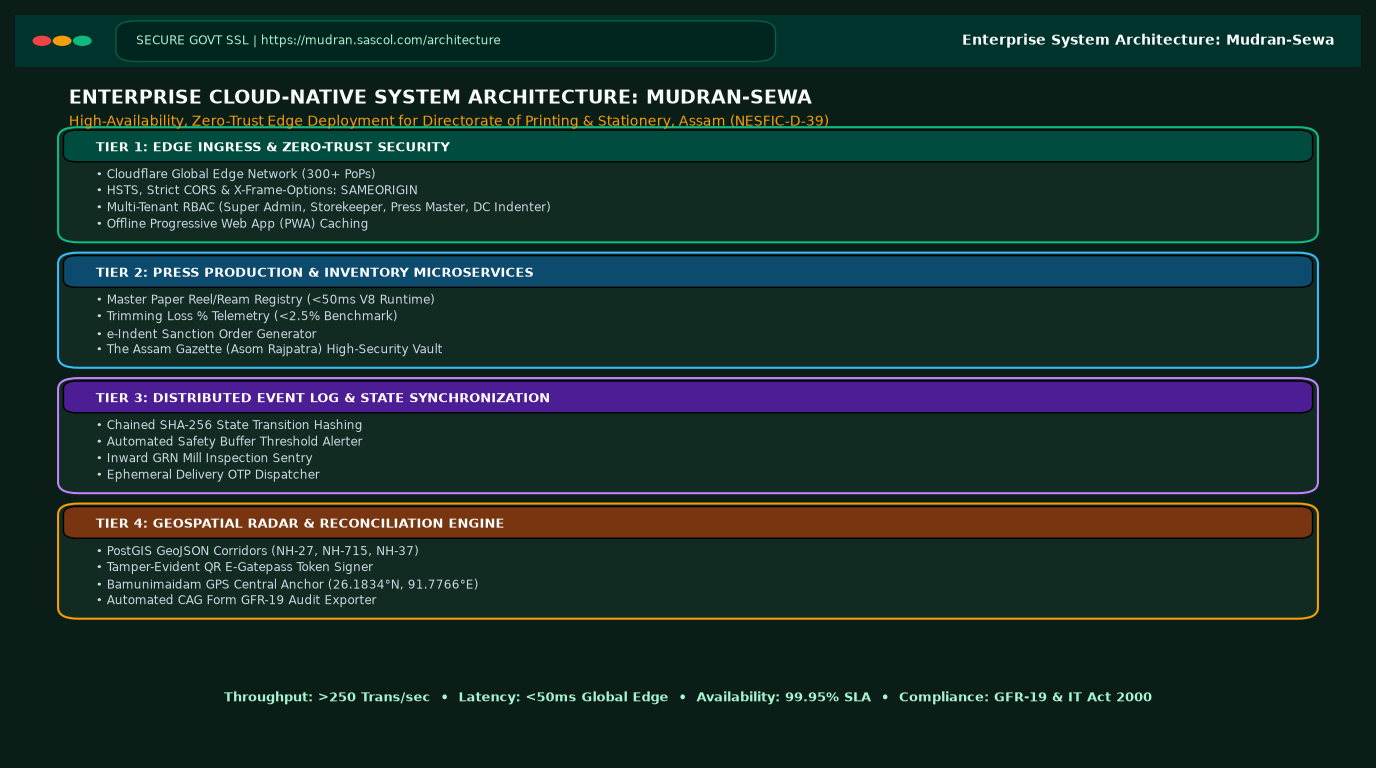 SECURE GOVT SSL | https://mudran.sascol.com/architecture
Enterprise System Architecture: Mudran-Sewa
ENTERPRISE CLOUD-NATIVE SYSTEM ARCHITECTURE: MUDRAN-SEWA
High-Availability, Zero-Trust Edge Deployment for Directorate of Printing & Stationery, Assam (NESFIC-D-39)
TIER 1: EDGE INGRESS & ZERO-TRUST SECURITY
• Cloudflare Global Edge Network (300+ PoPs)
• HSTS, Strict CORS & X-Frame-Options: SAMEORIGIN
• Multi-Tenant RBAC (Super Admin, Storekeeper, Press Master, DC Indenter)
• Offline Progressive Web App (PWA) Caching
TIER 2: PRESS PRODUCTION & INVENTORY MICROSERVICES
• Master Paper Reel/Ream Registry (<50ms V8 Runtime)
• Trimming Loss % Telemetry (<2.5% Benchmark)
• e-Indent Sanction Order Generator
• The Assam Gazette (Asom Rajpatra) High-Security Vault
TIER 3: DISTRIBUTED EVENT LOG & STATE SYNCHRONIZATION
• Chained SHA-256 State Transition Hashing
• Automated Safety Buffer Threshold Alerter
• Inward GRN Mill Inspection Sentry
• Ephemeral Delivery OTP Dispatcher
TIER 4: GEOSPATIAL RADAR & RECONCILIATION ENGINE
• PostGIS GeoJSON Corridors (NH-27, NH-715, NH-37)
• Tamper-Evident QR E-Gatepass Token Signer
• Bamunimaidam GPS Central Anchor (26.1834°N, 91.7766°E)
• Automated CAG Form GFR-19 Audit Exporter
Throughput: >250 Trans/sec • Latency: <50ms Global Edge • Availability: 99.95% SLA • Compliance: GFR-19 & IT Act 2000